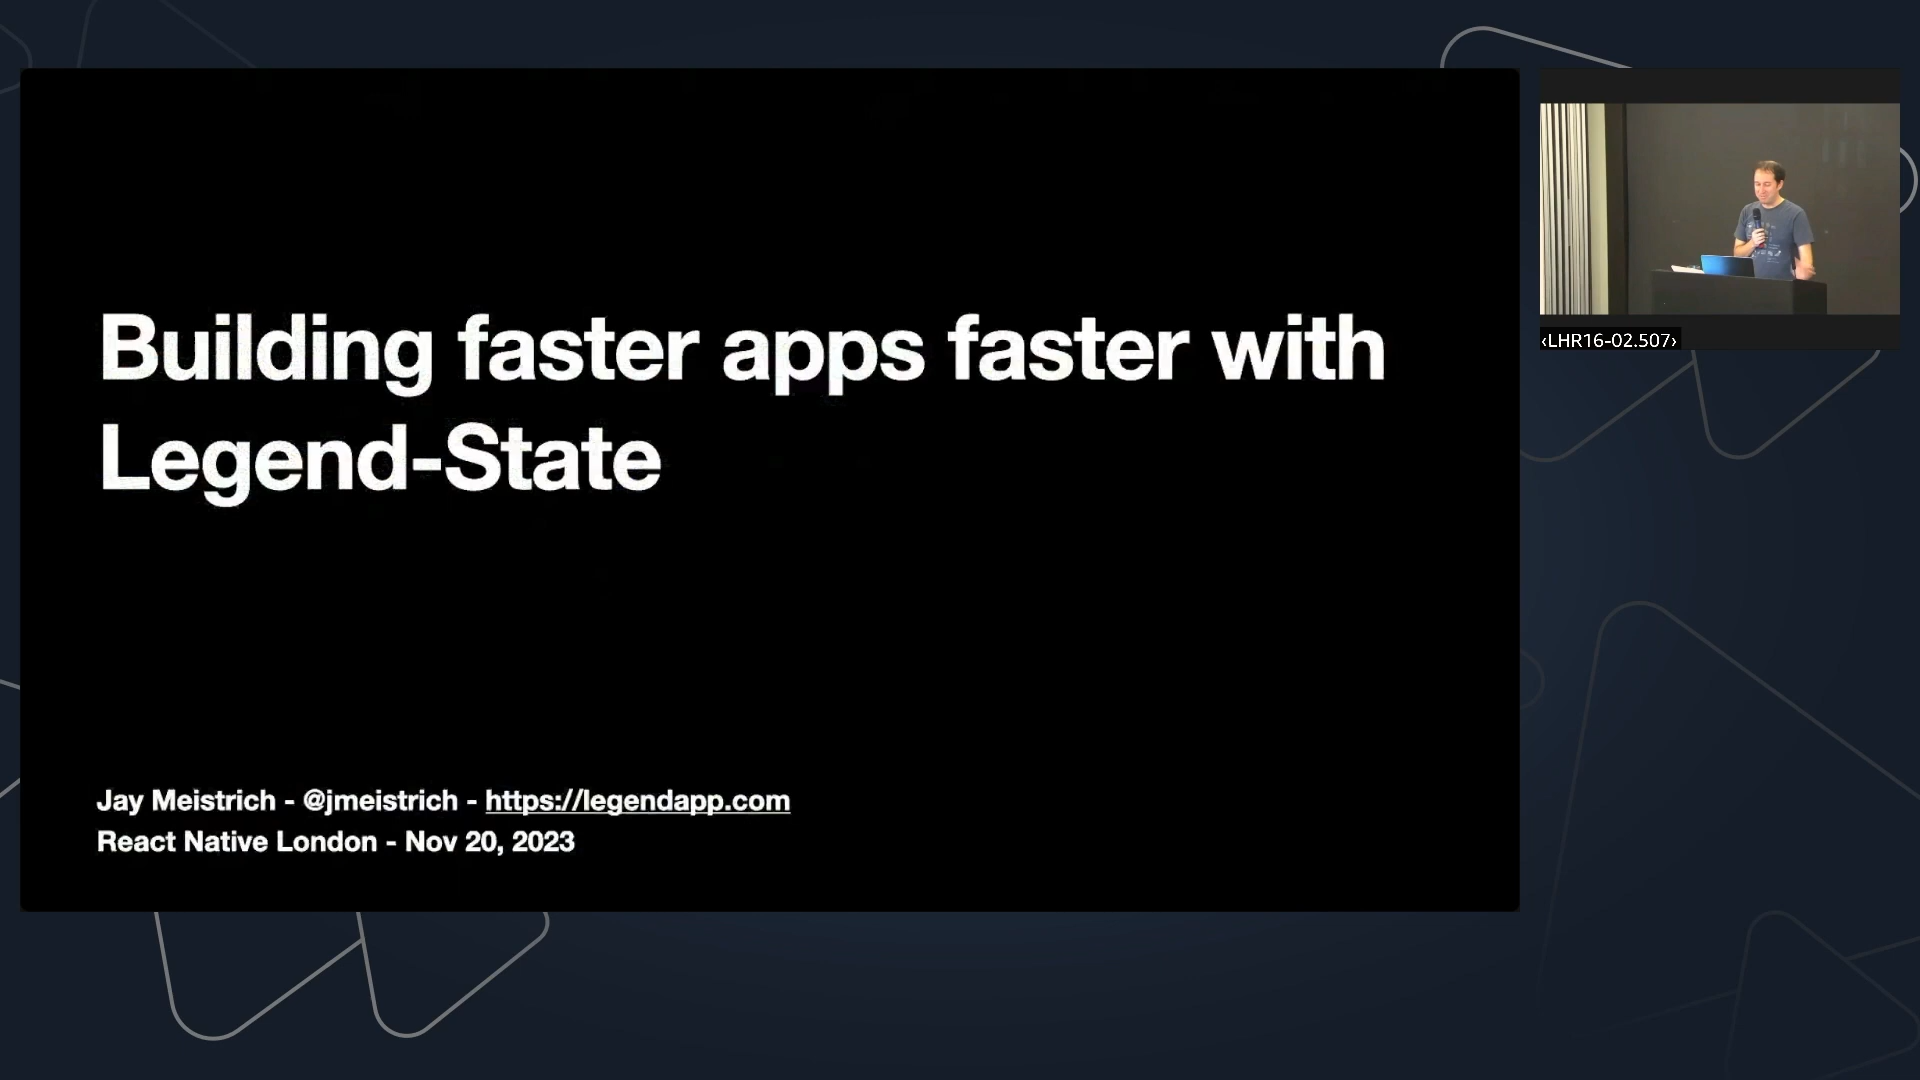 Building faster apps faster with
Legend-State
Jay Meistrich - @jmeistrich - https://legendapp.com
React Native London - Nov 20, 2023
‹LHR16-02.507›